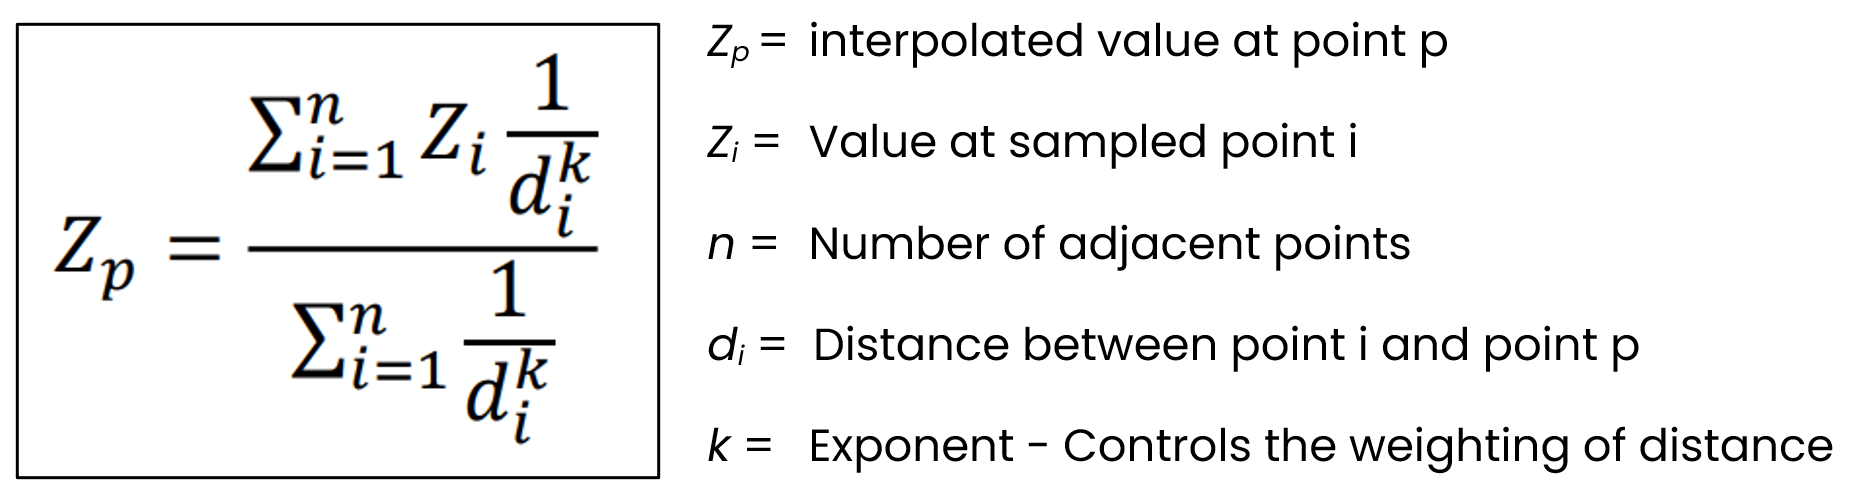 Z_p = \frac{\sum_{i=1}^{n} Z_i \frac{1}{d_i^k}}{\sum_{i=1}^{n} \frac{1}{d_i^k}}
Z_p = interpolated value at point p
Z_i = Value at sampled point i
n = Number of adjacent points
d_i = Distance between point i and point p
k = Exponent - Controls the weighting of distance